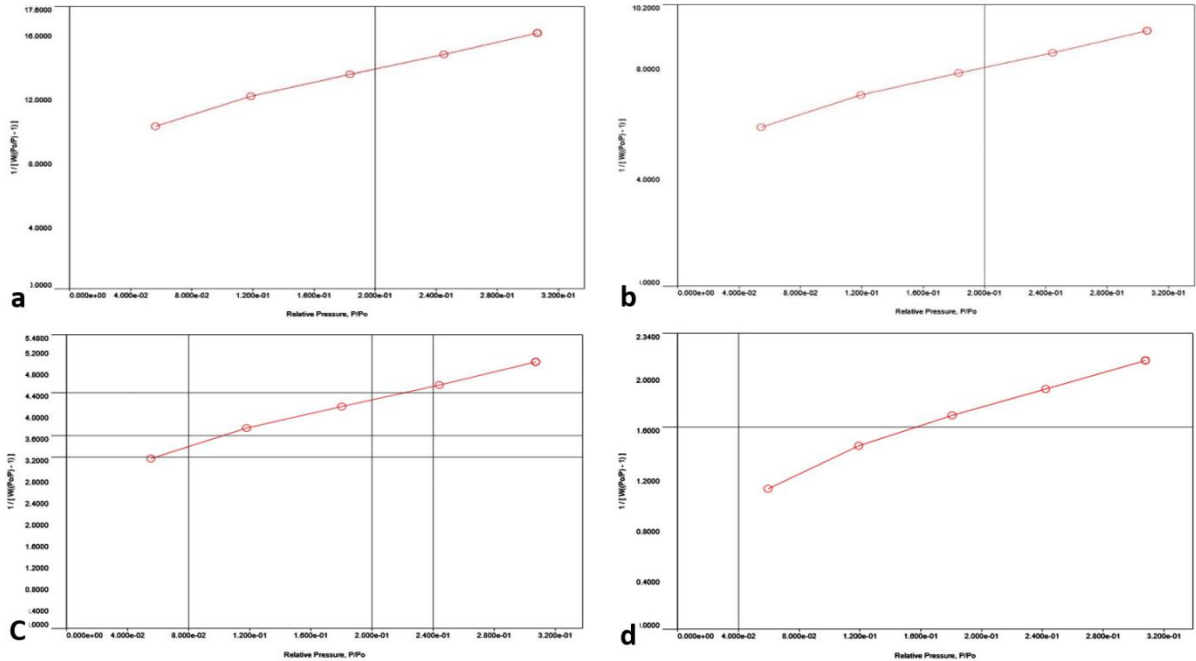 17.6000
16.0000
12.0000
8.0000
4.0000
).0000
1 / [ W((Po/P) - 1)]
0.000e+00 4.000e-02 8.000e-02 1.200e-01 1.600e-01 2.000e-01 2.400e-01 2.800e-01 3.200e-01
Relative Pressure, P/Po
a
10.2000
8.0000
4.0000
).0000
1 / [ W((Po/P) - 1)]
0.000e+00 4.000e-02 8.000e-02 1.200e-01 1.600e-01 2.000e-01 2.400e-01 2.800e-01 3.200e-01
Relative Pressure, P/Po
b
5.4800
5.2000
4.8000
4.4000
4.0000
3.6000
3.2000
2.8000
2.4000
2.0000
1.6000
1.2000
0.8000
).4000
).0000
1 / [ W((Po/P) - 1)]
0.000e+00 4.000e-02 8.000e-02 1.200e-01 1.600e-01 2.000e-01 2.400e-01 2.800e-01 3.200e-01
Relative Pressure, P/Po
C
2.3400
2.0000
1.6000
1.2000
0.8000
0.4000
).0000
1 / [ W((Po/P) - 1)]
0.000e+00 4.000e-02 8.000e-02 1.200e-01 1.600e-01 2.000e-01 2.400e-01 2.800e-01 3.200e-01
Relative Pressure, P/Po
d